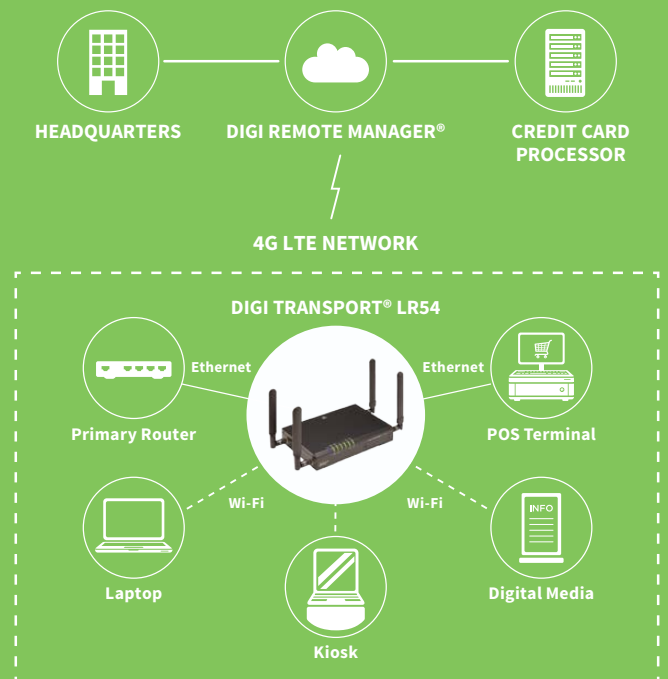 HEADQUARTERS
DIGI REMOTE MANAGER®
CREDIT CARD
PROCESSOR
4G LTE NETWORK
DIGI TRANSPORT® LR54
Ethernet
Ethernet
Primary Router
POS Terminal
Wi-Fi
Wi-Fi
INFO
Laptop
Digital Media
Kiosk